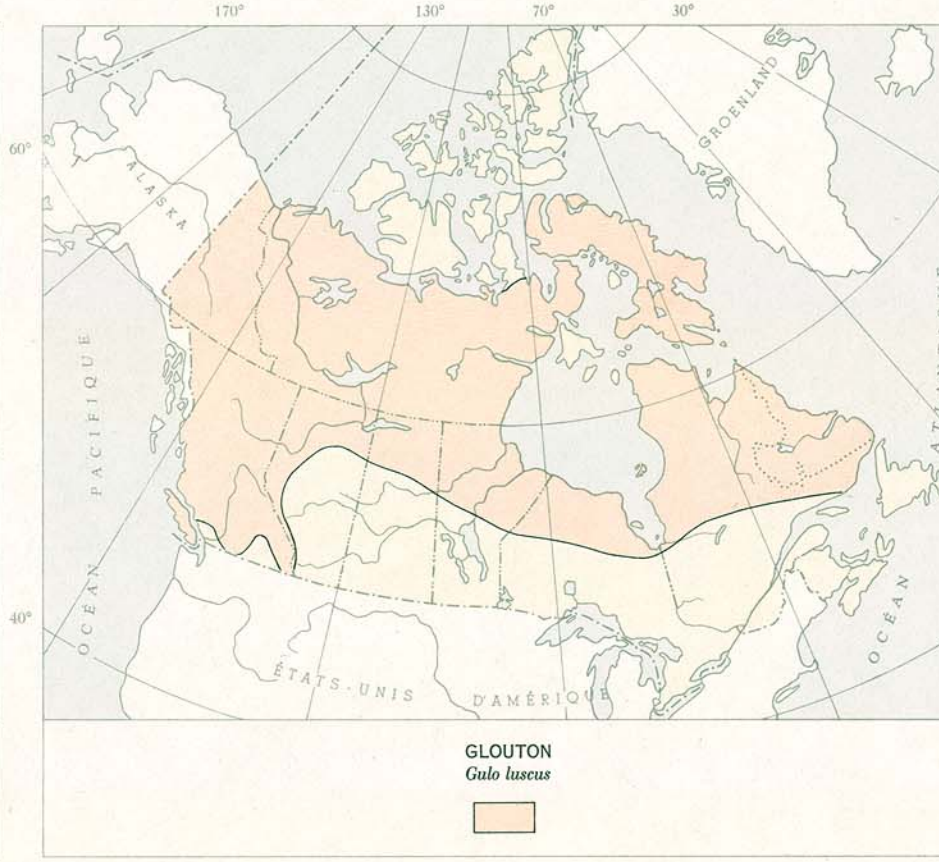 170°
130°
70°
30°
60°
40°
ALASKA
GROENLAND
OCÉAN PACIFIQUE
OCÉAN
ÉTATS-UNIS D'AMÉRIQUE
GLOUTON
Gulo luscus